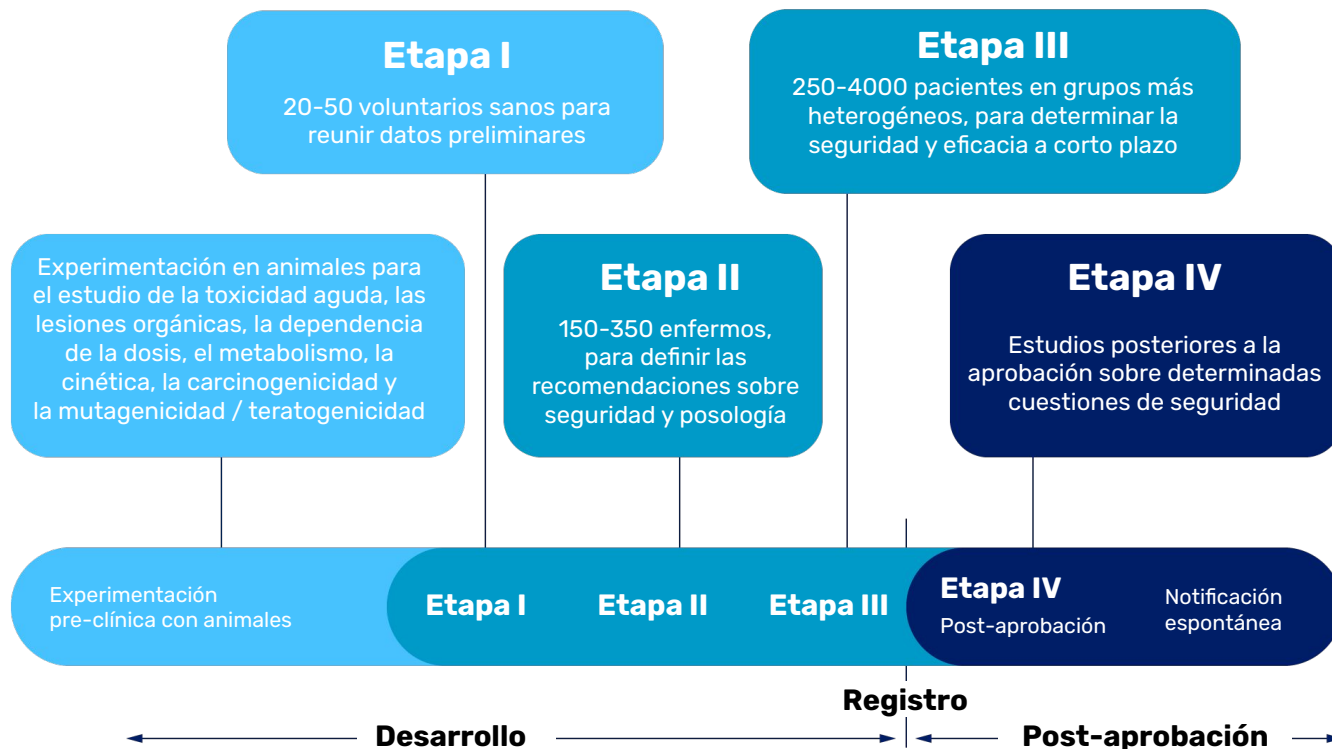 Etapa I
20-50 voluntarios sanos para
reunir datos preliminares
Etapa III
250-4000 pacientes en grupos más
heterogéneos, para determinar la
seguridad y eficacia a corto plazo
Experimentación en animales para
el estudio de la toxicidad aguda, las
lesiones orgánicas, la dependencia
de la dosis, el metabolismo, la
cinética, la carcinogenicidad y
la mutagenicidad / teratogenicidad
Etapa II
150-350 enfermos,
para definir las
recomendaciones sobre
seguridad y posología
Etapa IV
Estudios posteriores a la
aprobación sobre determinadas
cuestiones de seguridad
Experimentación
pre-clínica con animales
Etapa I
Etapa II
Etapa III
Etapa IV
Post-aprobación
Notificación
espontánea
Registro
Desarrollo
Post-aprobación